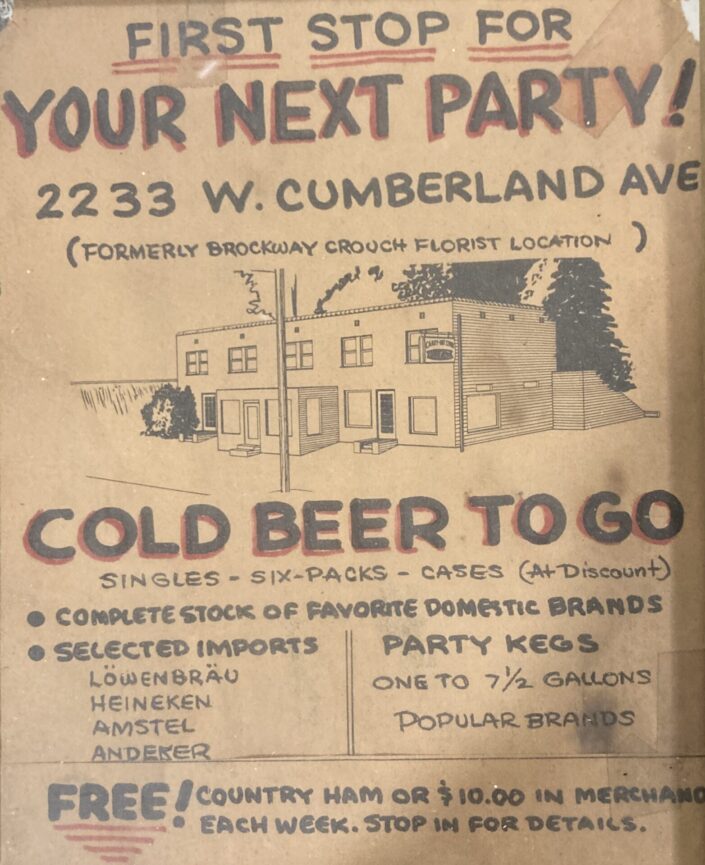 FIRST STOP FOR
YOUR NEXT PARTY!
2233 W. CUMBERLAND AVE
(FORMERLY BROCKWAY CROUCH FLORIST LOCATION)
COLD BEER TO GO
SINGLES - SIX-PACKS - CASES (At Discount)
● COMPLETE STOCK OF FAVORITE DOMESTIC BRANDS
● SELECTED IMPORTS
LÖWENBRÄU
HEINEKEN
AMSTEL
ANDEKER
PARTY KEGS
ONE TO 7½ GALLONS
POPULAR BRANDS
FREE! COUNTRY HAM OR $10.00 IN MERCHAND
EACH WEEK. STOP IN FOR DETAILS.